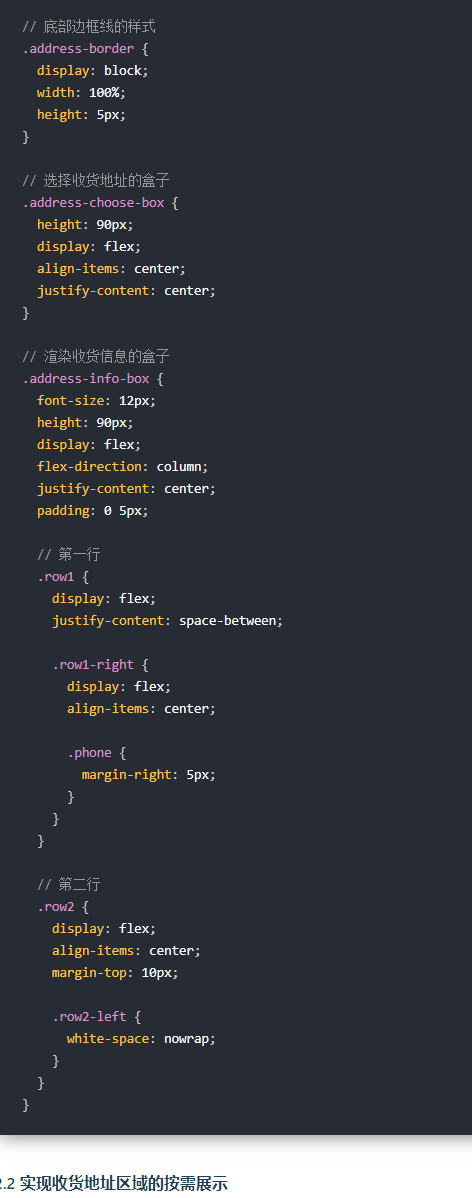 // 底部边框线的样式
.address-border {
  display: block;
  width: 100%;
  height: 5px;
}

// 选择收货地址的盒子
.address-choose-box {
  height: 90px;
  display: flex;
  align-items: center;
  justify-content: center;
}

// 渲染收货信息的盒子
.address-info-box {
  font-size: 12px;
  height: 90px;
  display: flex;
  flex-direction: column;
  justify-content: center;
  padding: 0 5px;

  // 第一行
  .row1 {
    display: flex;
    justify-content: space-between;

    .row1-right {
      display: flex;
      align-items: center;

      .phone {
        margin-right: 5px;
      }
    }
  }

  // 第二行
  .row2 {
    display: flex;
    align-items: center;
    margin-top: 10px;

    .row2-left {
      white-space: nowrap;
    }
  }
}

2.2 实现收货地址区域的按需展示